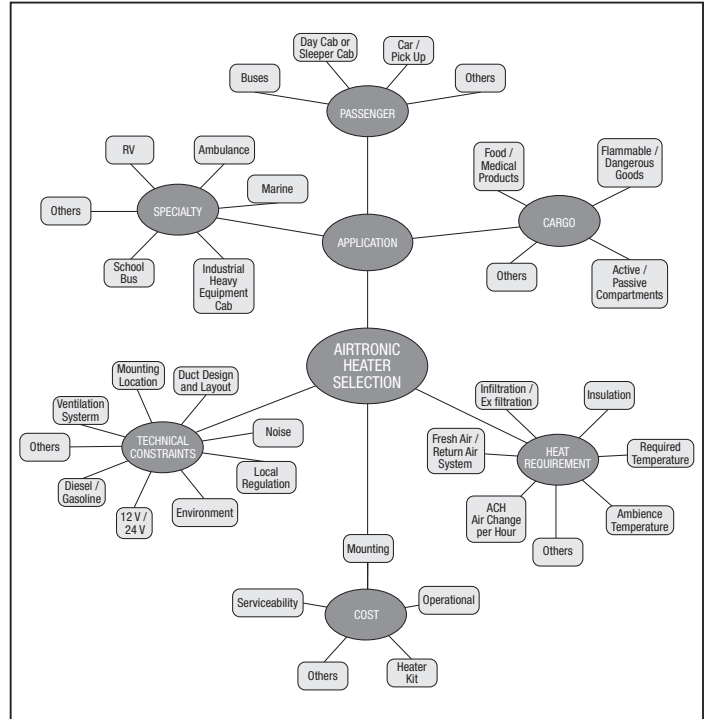 Day Cab or
Sleeper Cab
Car /
Pick Up
Buses
Others
PASSENGER
RV
Ambulance
Marine
Others
SPECIALTY
School
Bus
Industrial
Heavy
Equipment
Cab
APPLICATION
Food /
Medical
Products
Flammable /
Dangerous
Goods
CARGO
Others
Active /
Passive
Compartments
AIRTRONIC
HEATER
SELECTION
Mounting
Location
Duct Design
and Layout
Ventilation
Systerm
Others
TECHNICAL
CONSTRAINTS
Noise
Local
Regulation
Diesel /
Gasoline
12 V /
24 V
Environment
Infiltration /
Ex filtration
Insulation
Fresh Air /
Return Air
System
HEAT
REQUIREMENT
Required
Temperature
ACH
Air Change
per Hour
Others
Ambience
Temperature
Mounting
Serviceability
Operational
COST
Others
Heater
Kit